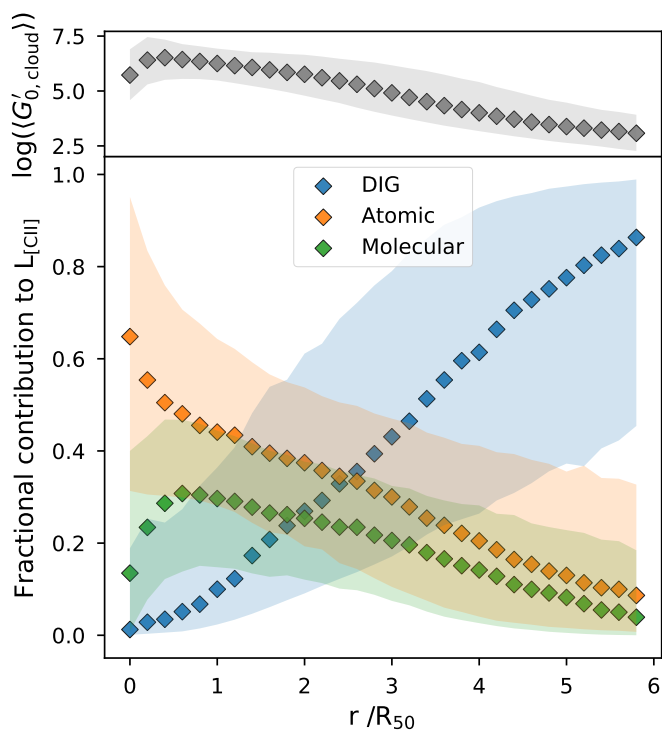 log(⟨G′0, cloud⟩)
7.5
5.0
2.5
Fractional contribution to L[CII]
1.0
0.8
0.6
0.4
0.2
0.0
DIG
Atomic
Molecular
0 1 2 3 4 5 6
r /R50